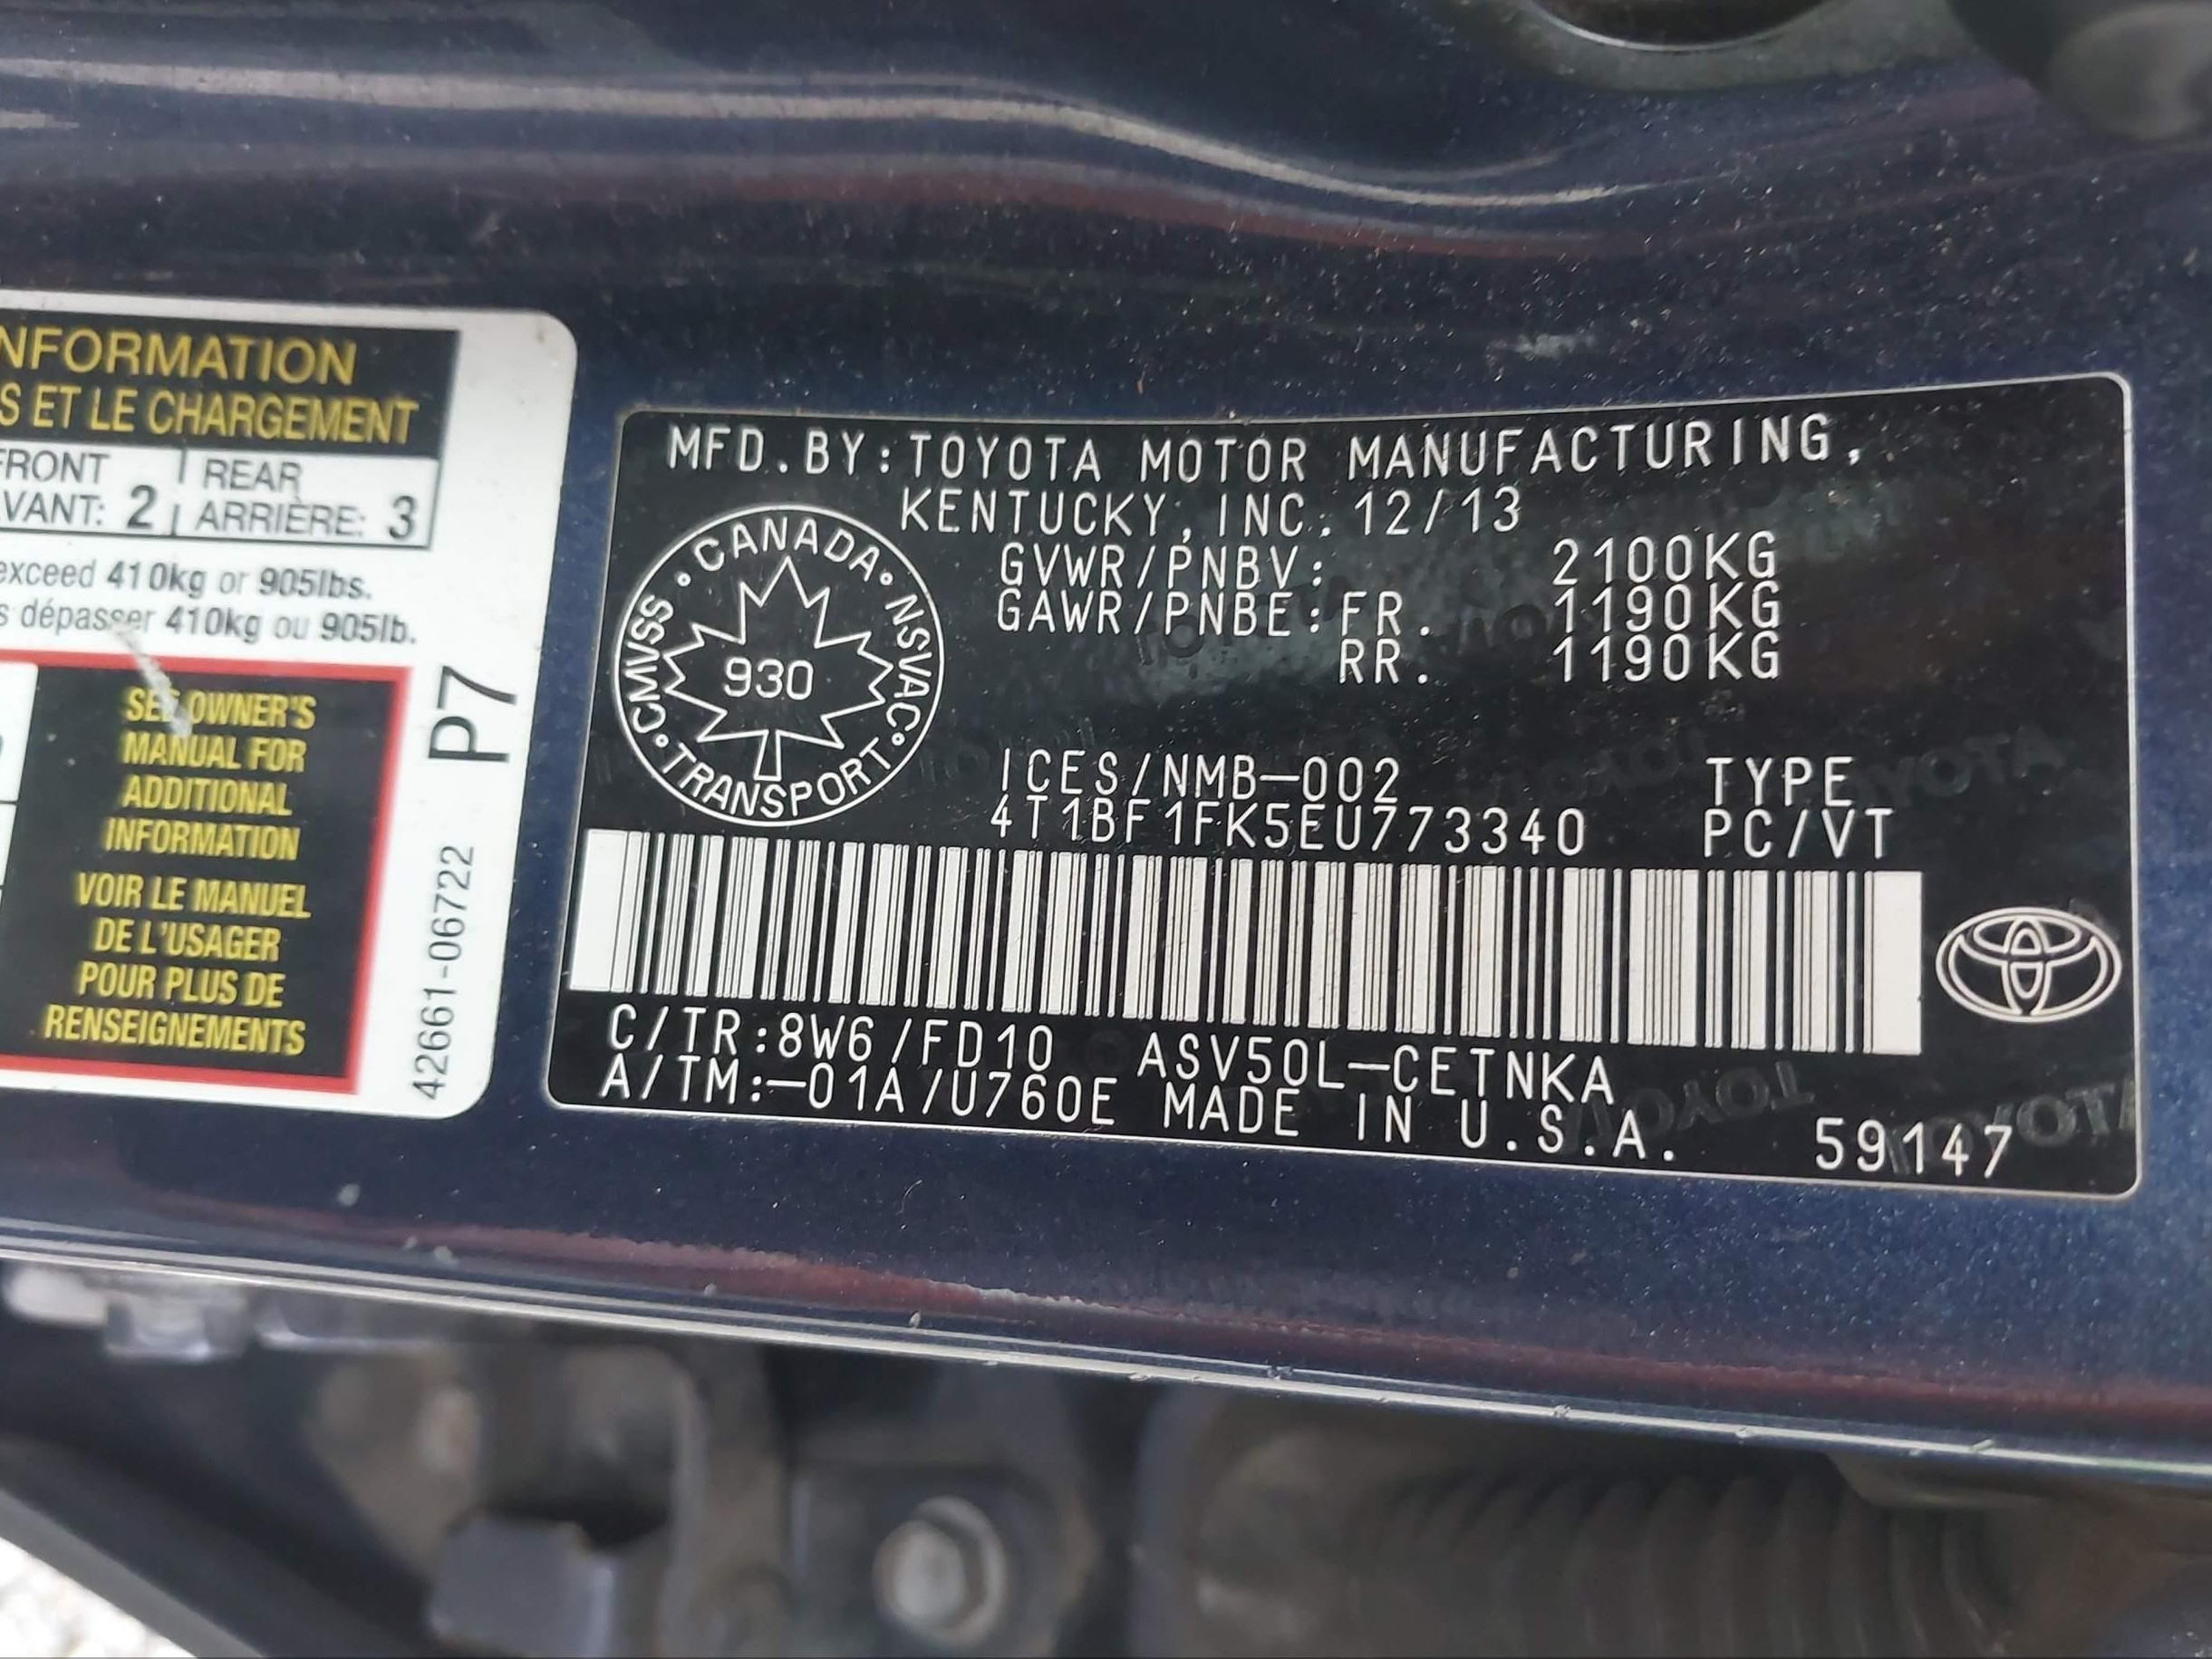 NFORMATION
S ET LE CHARGEMENT
FRONT REAR
VANT: 2 ARRIÈRE: 3
exceed 410kg or 905lbs.
s dépasser 410kg ou 905lb.
SEE OWNER'S
MANUAL FOR
ADDITIONAL
INFORMATION
VOIR LE MANUEL
DE L'USAGER
POUR PLUS DE
RENSEIGNEMENTS
42661-06722 P7
MFD.BY:TOYOTA MOTOR MANUFACTURING,
KENTUCKY, INC. 12/13
GVWR/PNBV: 2100KG
GAWR/PNBE:FR. 1190KG
RR. 1190KG
CANADA • NSVAC • TRANSPORT • CMVSS •
930
ICES/NMB-002 TYPE
4T1BF1FK5EU773340 PC/VT
C/TR:8W6/FD10 ASV50L-CETNKA
A/TM:-01A/U760E MADE IN U.S.A. 59147